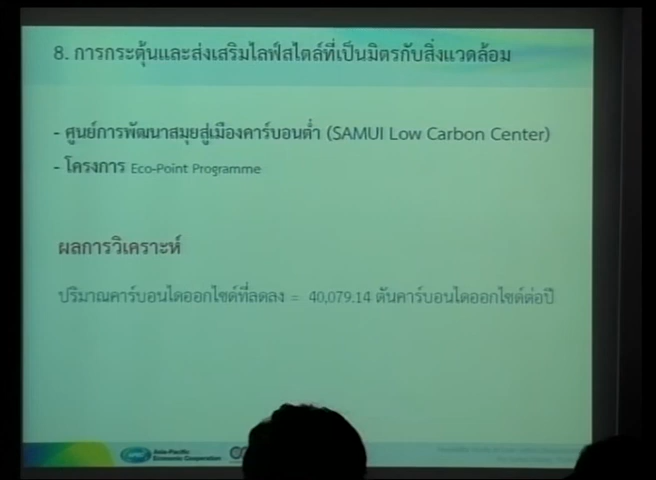 8. การกระตุ้นและส่งเสริมไลฟ์สไตล์ที่เป็นมิตรกับสิ่งแวดล้อม
- ศูนย์การพัฒนาสมุยสู่เมืองคาร์บอนต่ำ (SAMUI Low Carbon Center)
- โครงการ Eco-Point Programme
ผลการวิเคราะห์
ปริมาณคาร์บอนไดออกไซด์ที่ลดลง = 40,079.14 ตันคาร์บอนไดออกไซด์ต่อปี
Asia-Pacific
Economic Cooperation